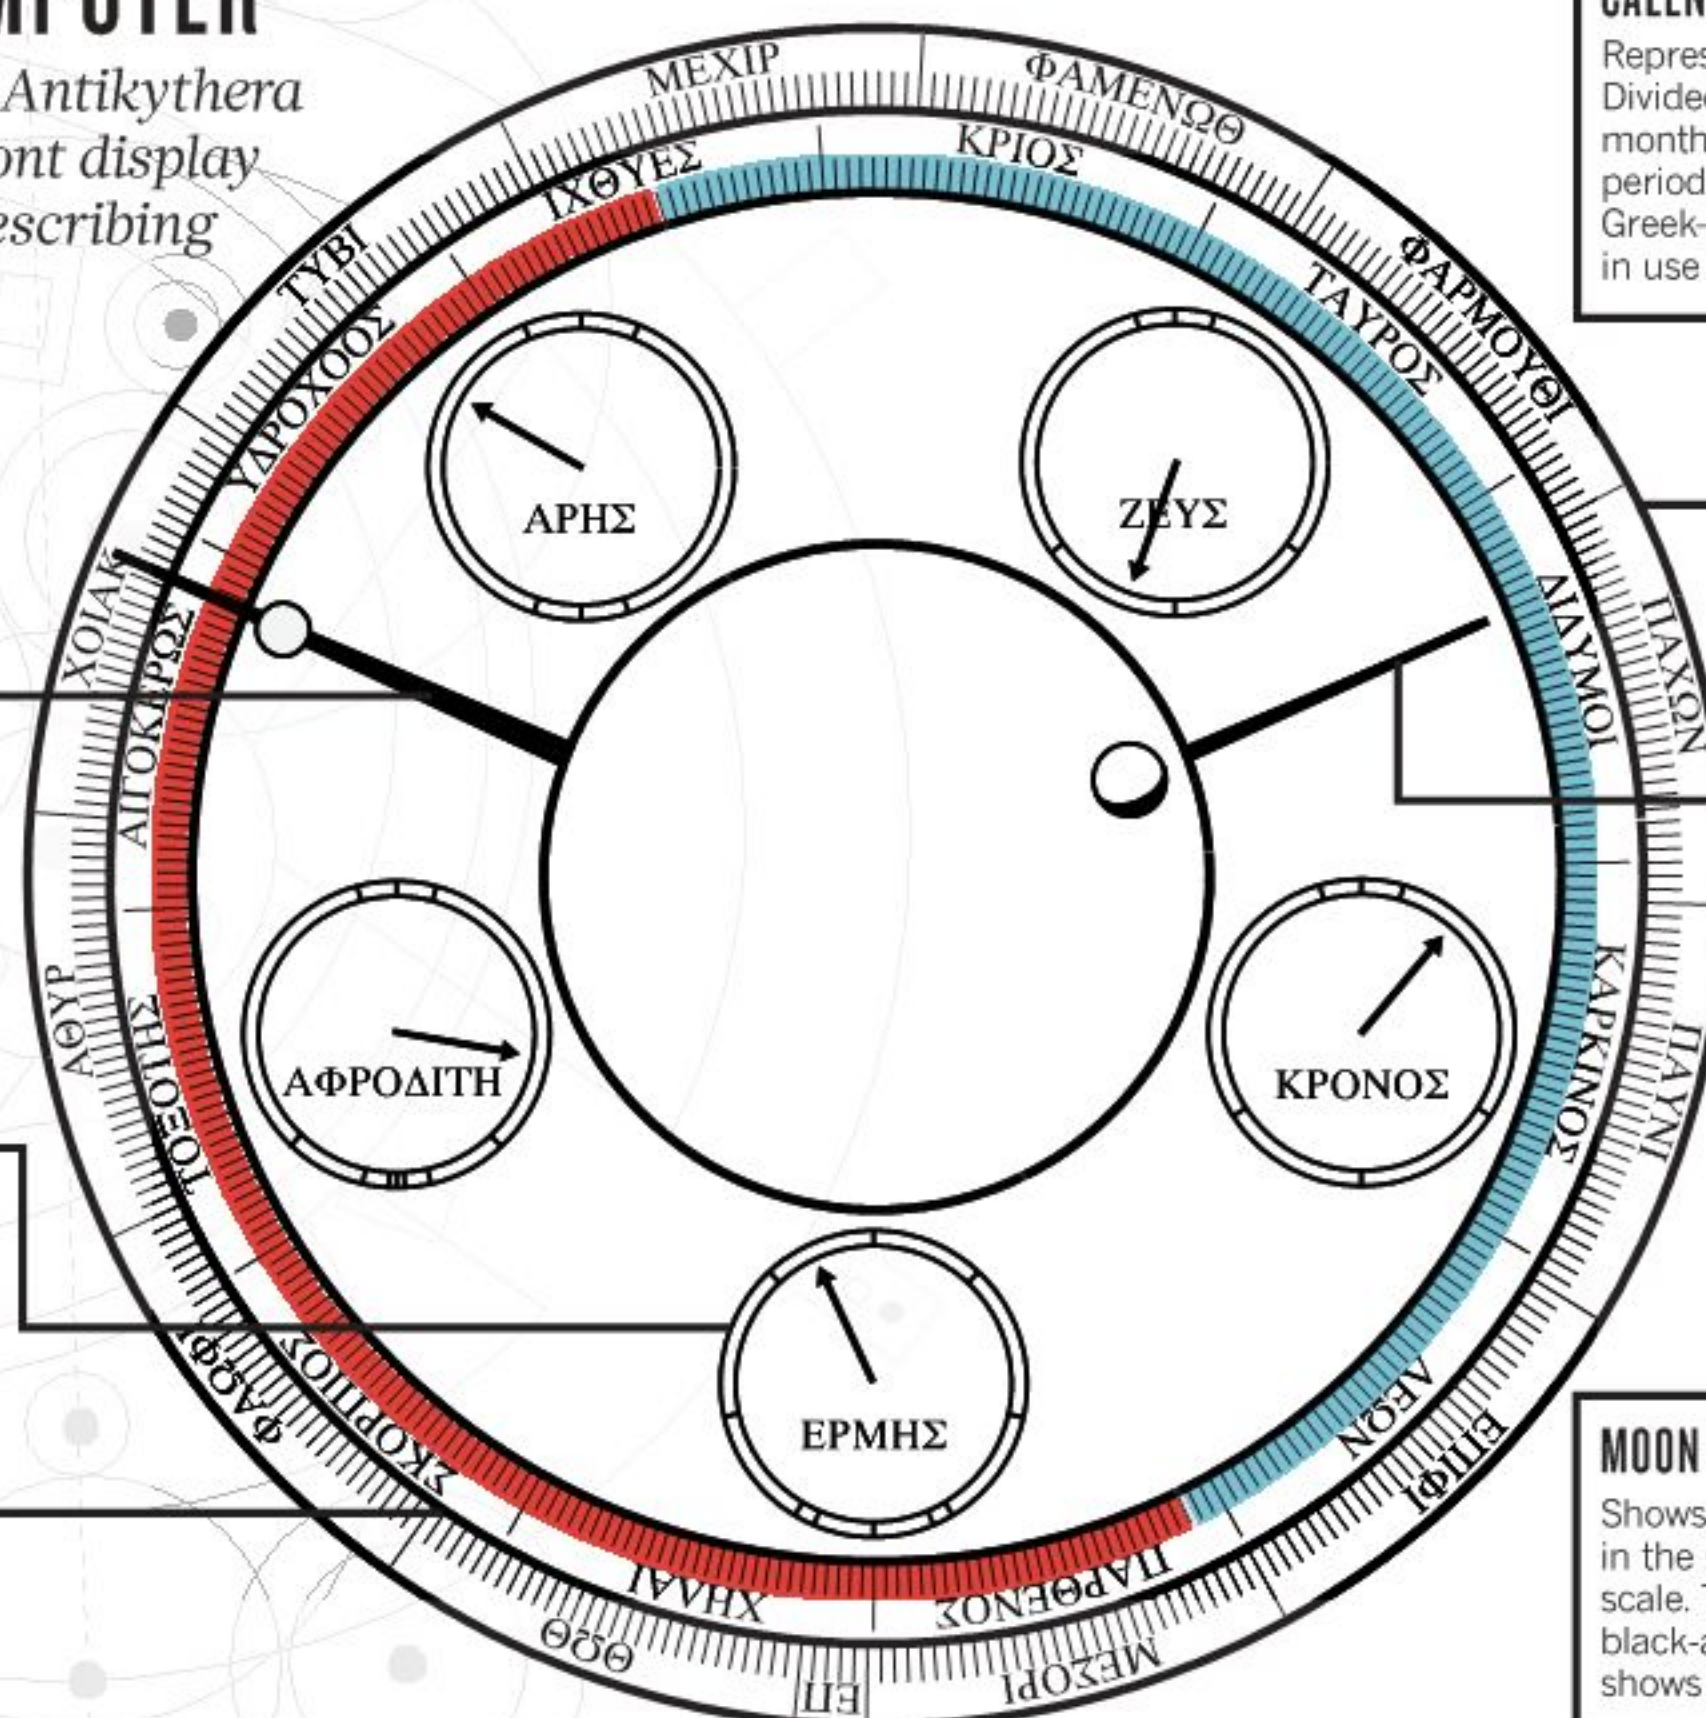 Antikythera
ont display
escribing
Repres
Divide
month
period
Greek-
in use
ΜΕΧΙΡ
ΦΑΜΕΝΩΘ
ΦΑΡΜΟΥΘΙ
ΠΑΧΩΝ
ΠΑΥΝΙ
ΕΠΙΦΙ
ΜΕΣΟΡΙ
ΕΠ
ΘΩΘ
ΦΑΩΦΙ
ΑΘΥΡ
ΧΟΙΑΚ
ΤΥΒΙ
ΙΧΘΥΕΣ
ΚΡΙΟΣ
ΤΑΥΡΟΣ
ΔΙΔΥΜΟΙ
ΚΑΡΚΙΝΟΣ
ΛΕΩΝ
ΠΑΡΘΕΝΟΣ
ΧΗΛΑΙ
ΣΚΟΡΠΙΟΣ
ΤΟΞΟΤΗΣ
ΑΙΓΟΚΕΡΩΣ
ΥΔΡΟΧΟΟΣ
ΑΡΗΣ
ΖΕΥΣ
ΑΦΡΟΔΙΤΗ
ΚΡΟΝΟΣ
ΕΡΜΗΣ
MOON
Shows
in the
scale.
black-a
shows